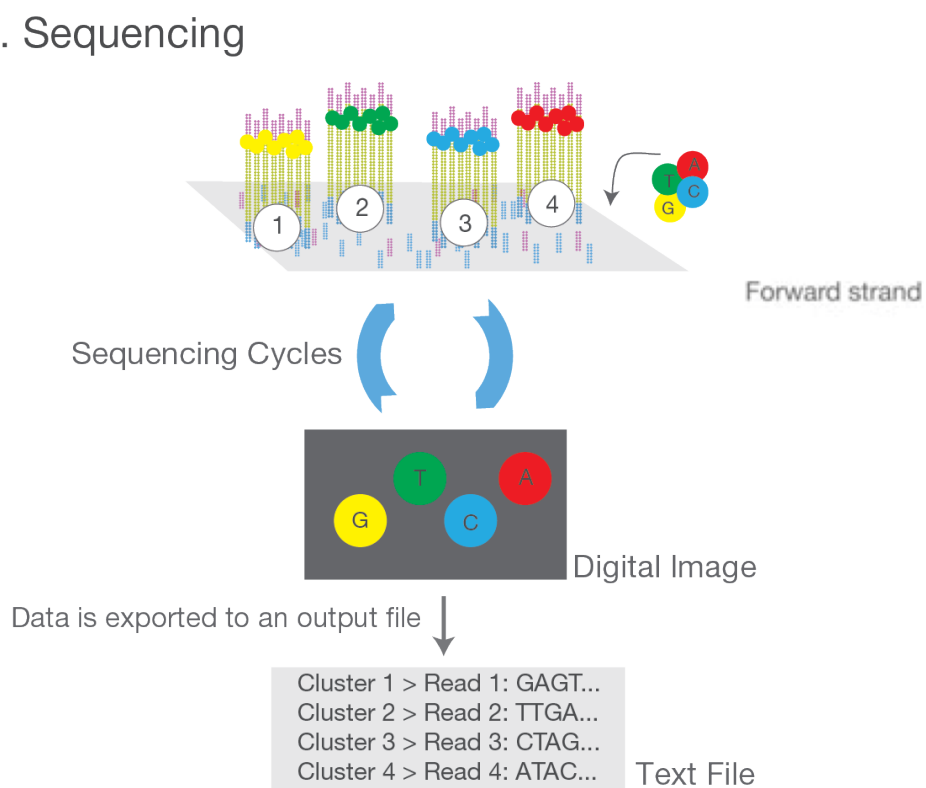 . Sequencing
1
2
3
4
A
T
C
G
Forward strand
Sequencing Cycles
T
A
G
C
Digital Image
Data is exported to an output file
Cluster 1 > Read 1: GAGT...
Cluster 2 > Read 2: TTGA...
Cluster 3 > Read 3: CTAG...
Cluster 4 > Read 4: ATAC...
Text File